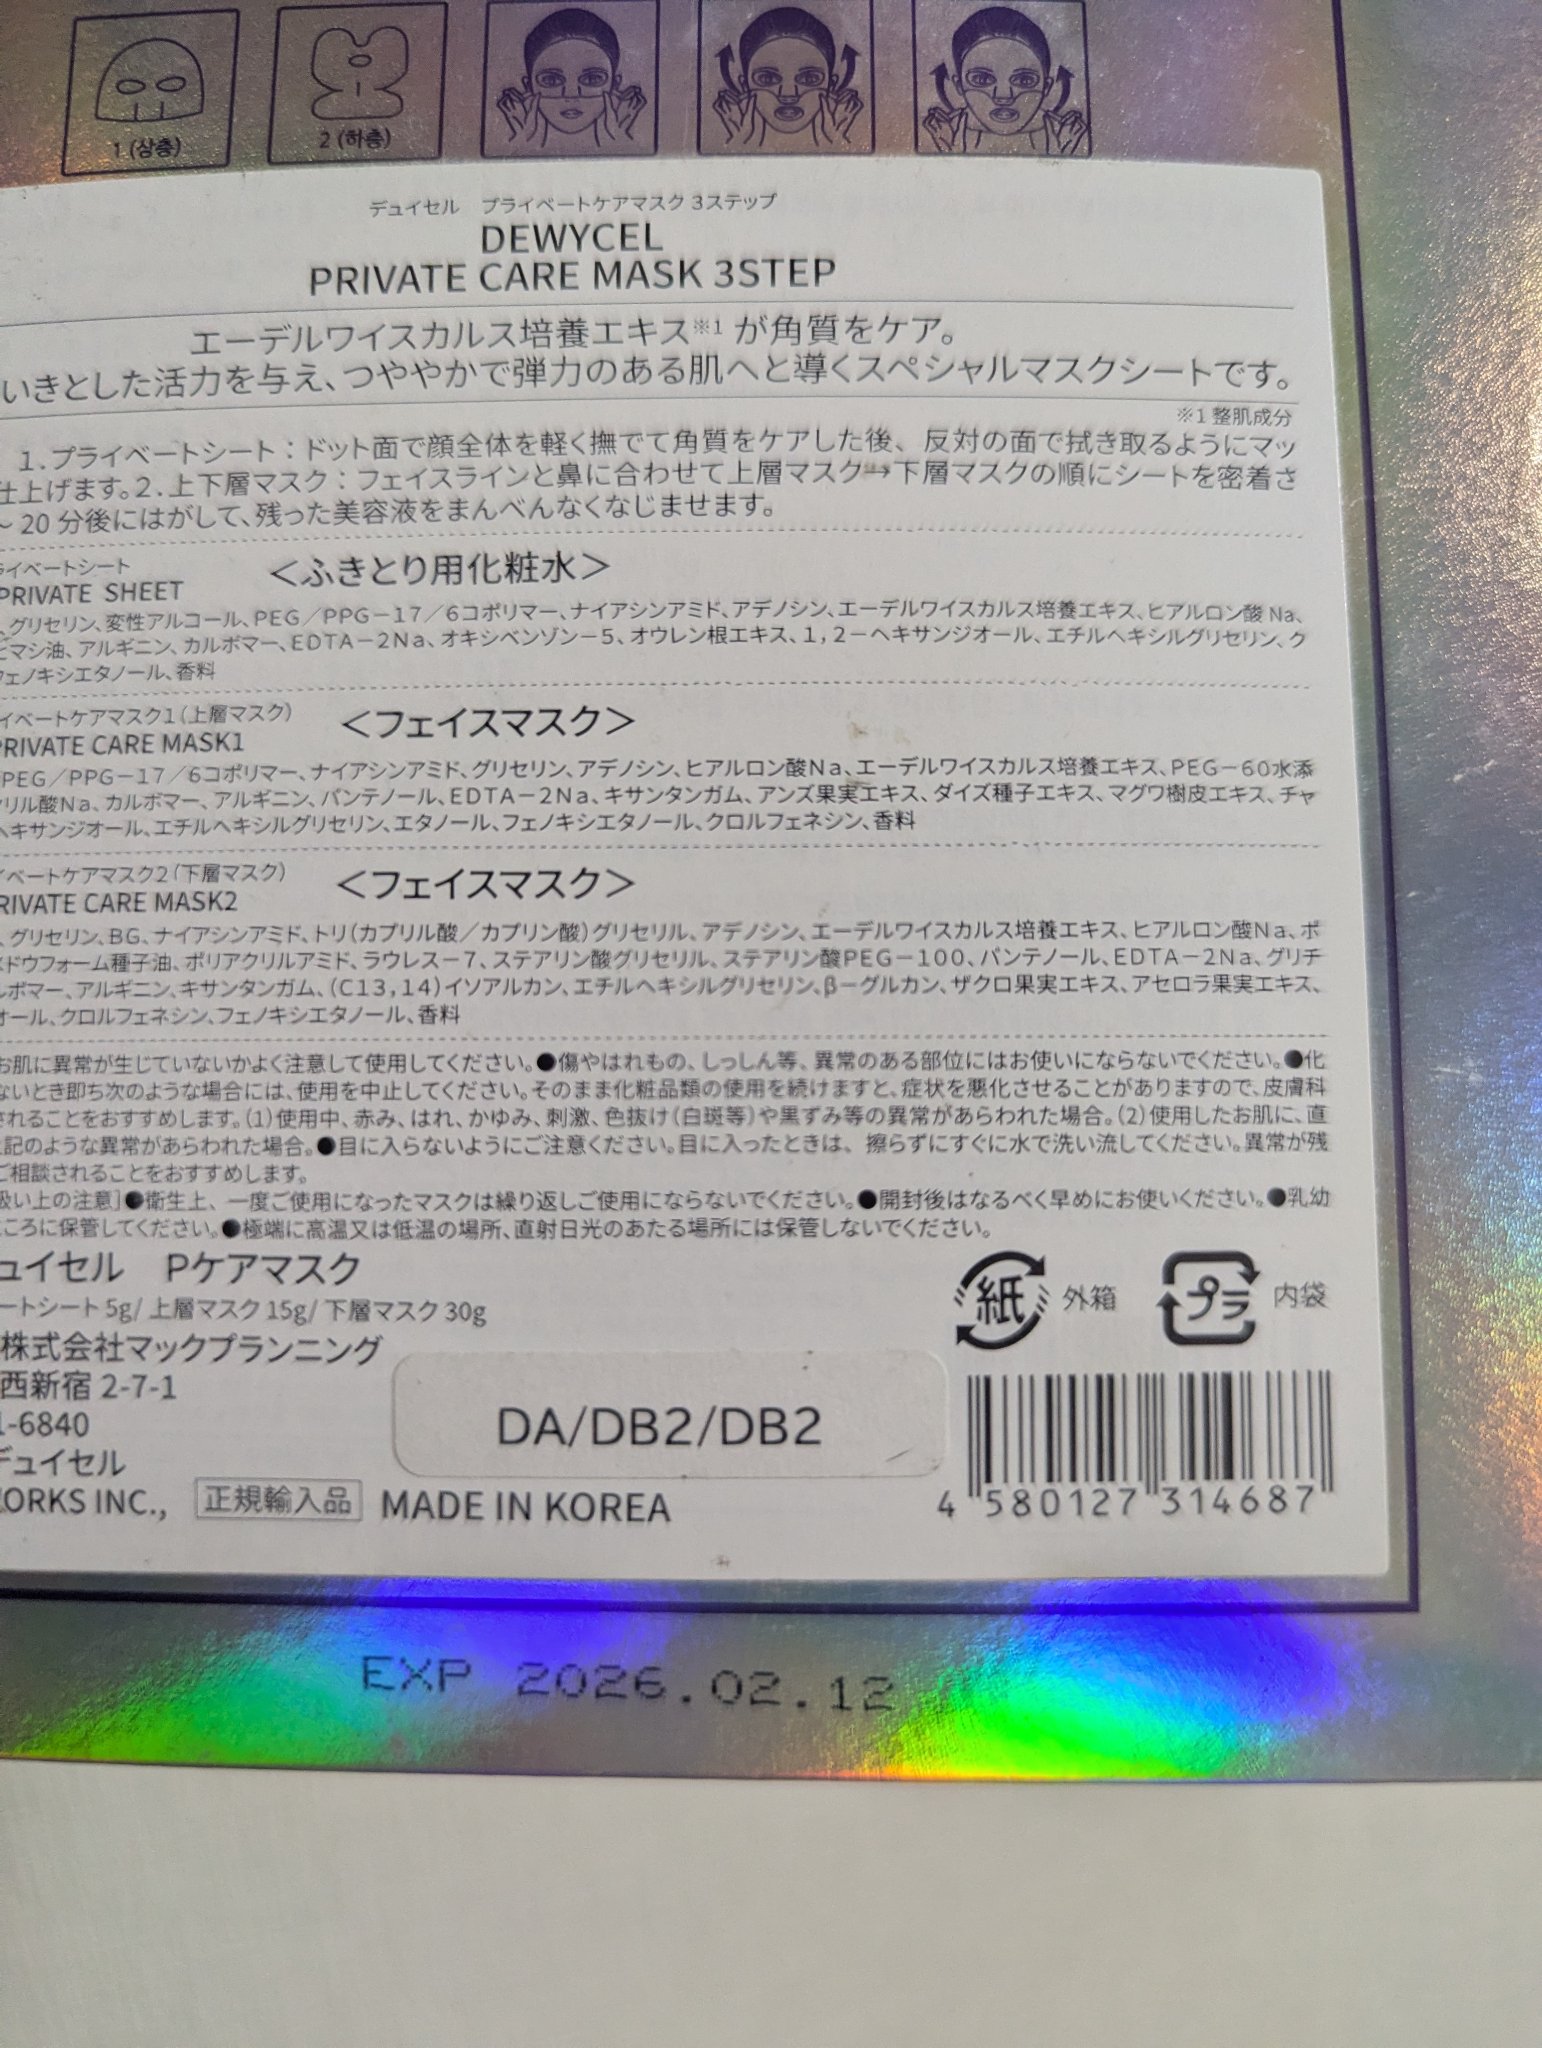 1 (상층)
2 (하층)
デュイセル プライベートケアマスク 3ステップ
DEWYCEL
PRIVATE CARE MASK 3STEP
エーデルワイスカルス培養エキス※1 が角質をケア。
いきとした活力を与え、つややかで弾力のある肌へと導くスペシャルマスクシートです。
※1 整肌成分
1.プライベートシート：ドット面で顔全体を軽く撫でて角質をケアした後、反対の面で拭き取るようにマッ
仕上げます。2.上下層マスク：フェイスラインと鼻に合わせて上層マスク→下層マスクの順にシートを密着さ
～20分後にはがして、残った美容液をまんべんなくなじませます。
ライベートシート
PRIVATE SHEET <ふきとり用化粧水>
、グリセリン、変性アルコール、PEG／PPG－17／6コポリマー、ナイアシンアミド、アデノシン、エーデルワイスカルス培養エキス、ヒアルロン酸Na、
ヒマシ油、アルギニン、カルボマー、EDTA－2Na、オキシベンゾン－5、オウレン根エキス、1，2－ヘキサンジオール、エチルヘキシルグリセリン、ク
フェノキシエタノール、香料
イベートケアマスク1（上層マスク）
PRIVATE CARE MASK1 <フェイスマスク>
PEG／PPG－17／6コポリマー、ナイアシンアミド、グリセリン、アデノシン、ヒアルロン酸Na、エーデルワイスカルス培養エキス、PEG－60水添
リル酸Na、カルボマー、アルギニン、パンテノール、EDTA－2Na、キサンタンガム、アンズ果実エキス、ダイズ種子エキス、マグワ樹皮エキス、チャ
ヘキサンジオール、エチルヘキシルグリセリン、エタノール、フェノキシエタノール、クロルフェネシン、香料
イベートケアマスク2（下層マスク）
RIVATE CARE MASK2 <フェイスマスク>
、グリセリン、BG、ナイアシンアミド、トリ（カプリル酸／カプリン酸）グリセリル、アデノシン、エーデルワイスカルス培養エキス、ヒアルロン酸Na、ポ
メドウフォーム種子油、ポリアクリルアミド、ラウレス－7、ステアリン酸グリセリル、ステアリン酸PEG－100、パンテノール、EDTA－2Na、グリチ
ルボマー、アルギニン、キサンタンガム、（C13，14）イソアルカン、エチルヘキシルグリセリン、β－グルカン、ザクロ果実エキス、アセロラ果実エキス、
オール、クロルフェネシン、フェノキシエタノール、香料
お肌に異常が生じていないかよく注意して使用してください。●傷やはれもの、しっしん等、異常のある部位にはお使いにならないでください。●化
ないとき即ち次のような場合には、使用を中止してください。そのまま化粧品類の使用を続けますと、症状を悪化させることがありますので、皮膚科
されることをおすすめします。（1）使用中、赤み、はれ、かゆみ、刺激、色抜け（白斑等）や黒ずみ等の異常があらわれた場合。（2）使用したお肌に、直
記のような異常があらわれた場合。●目に入らないようにご注意ください。目に入ったときは、擦らずにすぐに水で洗い流してください。異常が残
ご相談されることをおすすめします。
扱い上の注意］●衛生上、一度ご使用になったマスクは繰り返しご使用にならないでください。●開封後はなるべく早めにお使いください。●乳幼
ころに保管してください。●極端に高温又は低温の場所、直射日光のあたる場所には保管しないでください。
ュイセル Pケアマスク
ートシート5g/ 上層マスク15g/ 下層マスク30g
株式会社マックプランニング
西新宿 2-7-1
1-6840
デュイセル
ORKS INC., 正規輸入品 MADE IN KOREA
DA/DB2/DB2
紙 外箱 プラ 内袋
4 580127 314687
EXP 2026.02.12